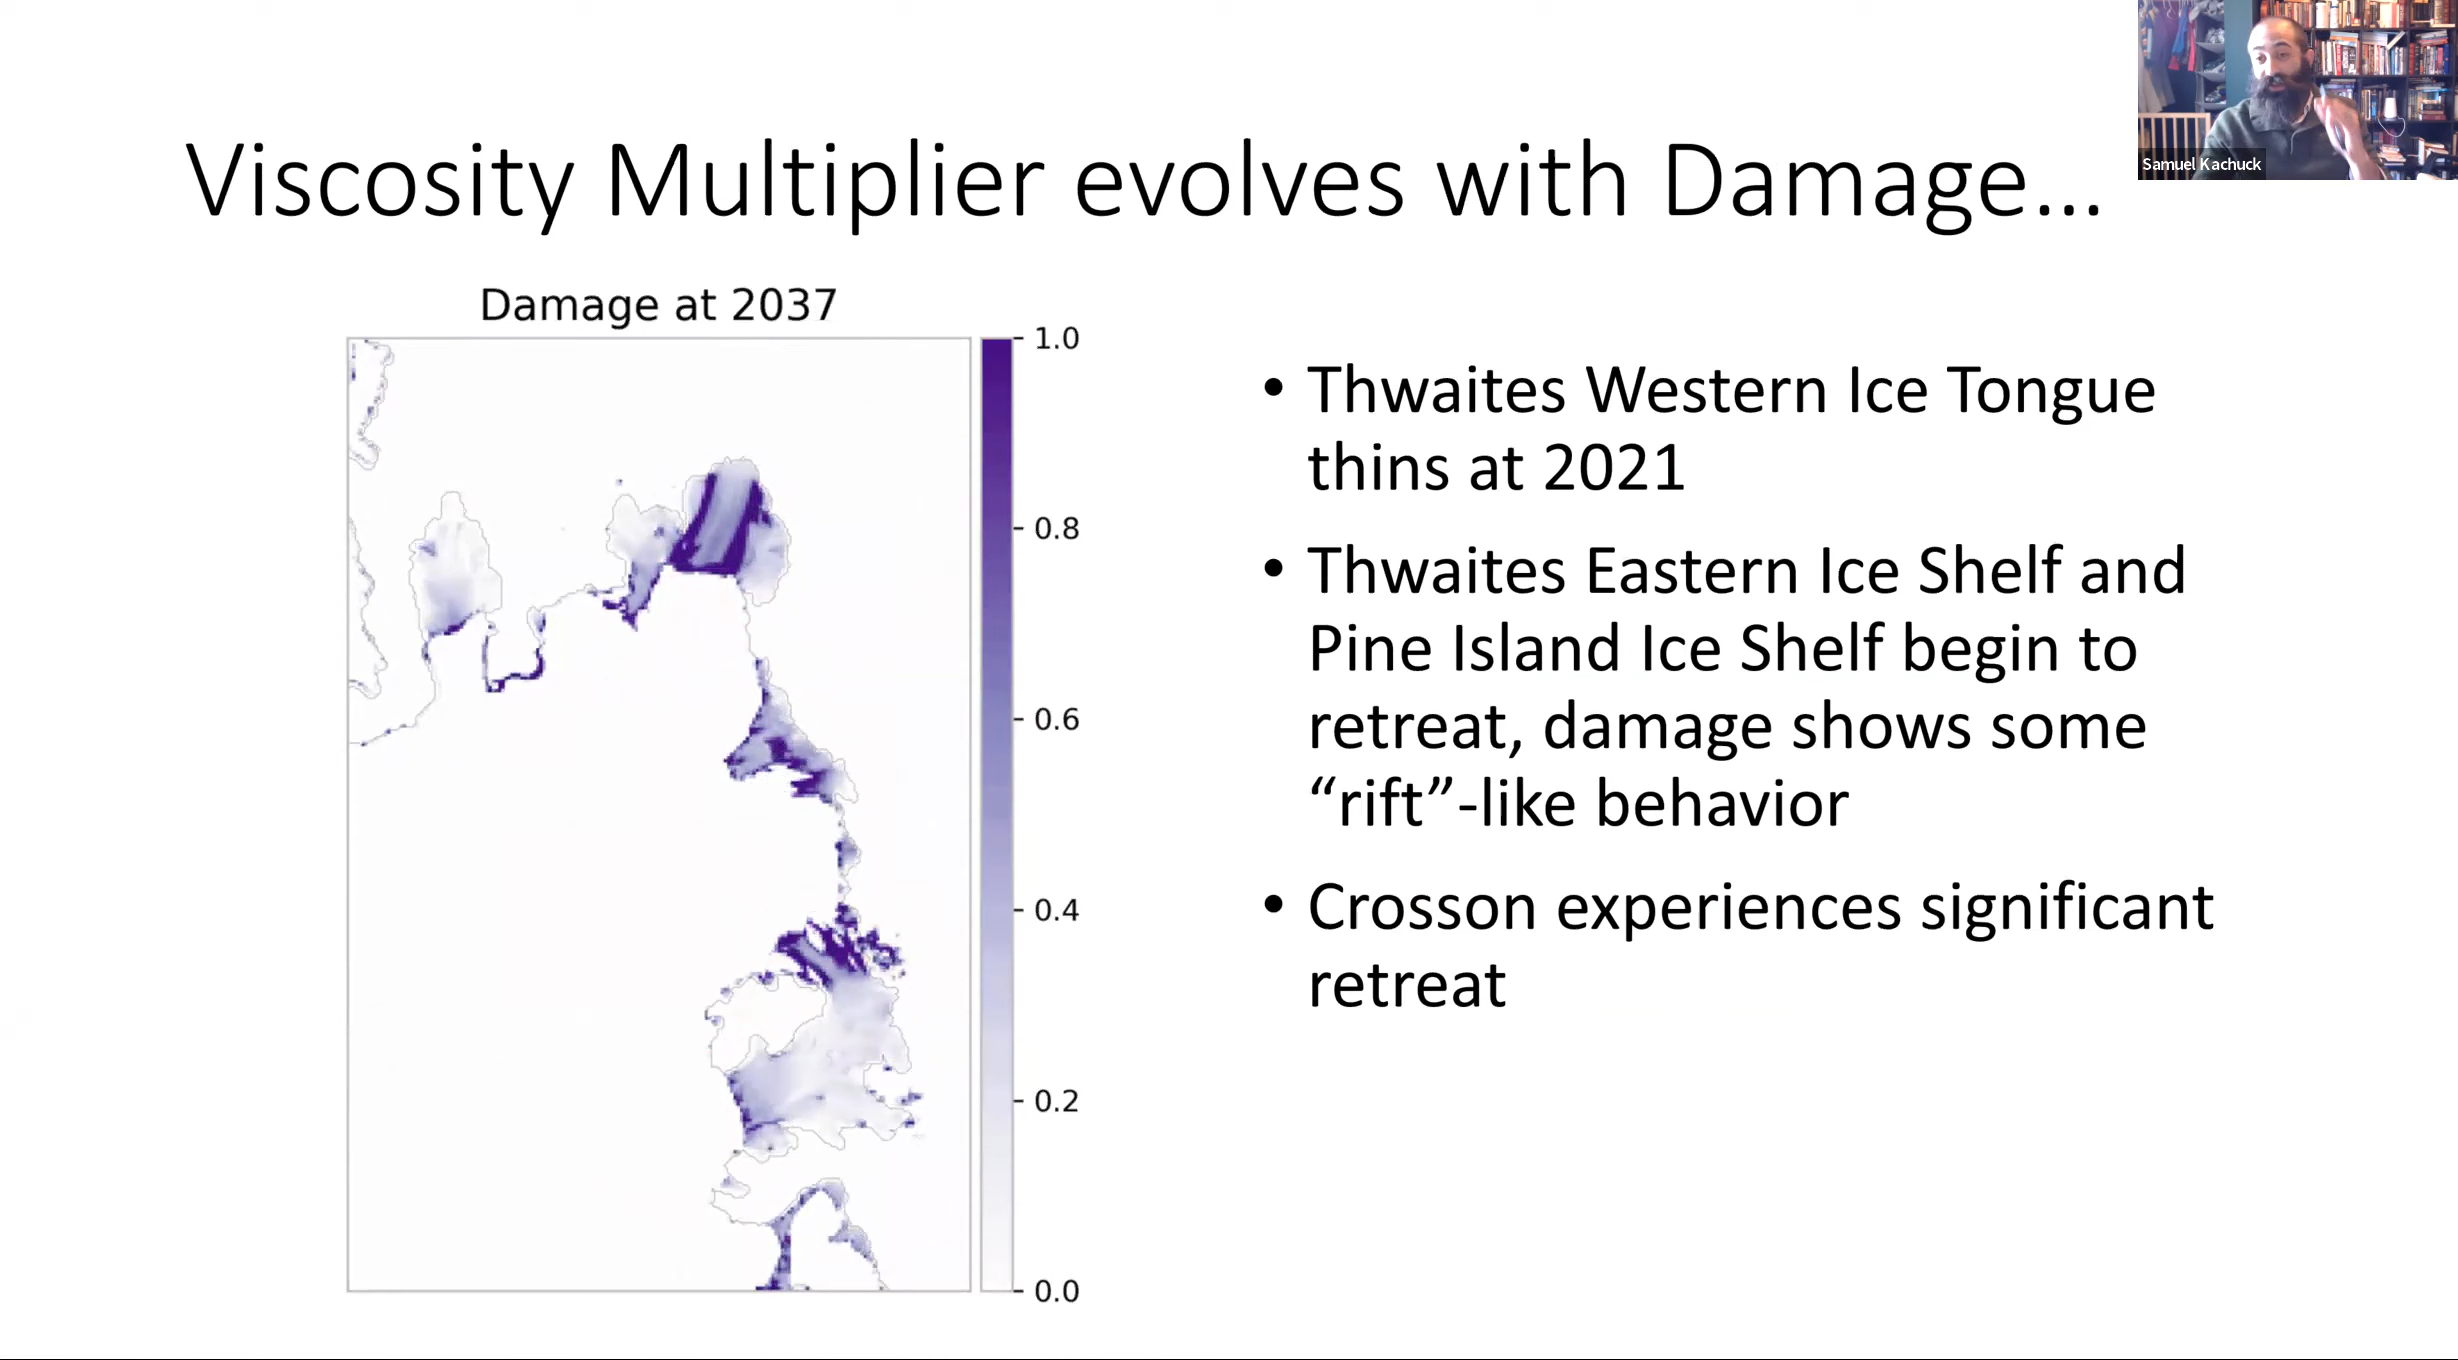 Samuel Kachuck
Viscosity Multiplier evolves with Damage...
Damage at 2037
1.0
0.8
0.6
0.4
0.2
0.0
• Thwaites Western Ice Tongue
thins at 2021
• Thwaites Eastern Ice Shelf and
Pine Island Ice Shelf begin to
retreat, damage shows some
“rift”-like behavior
• Crosson experiences significant
retreat